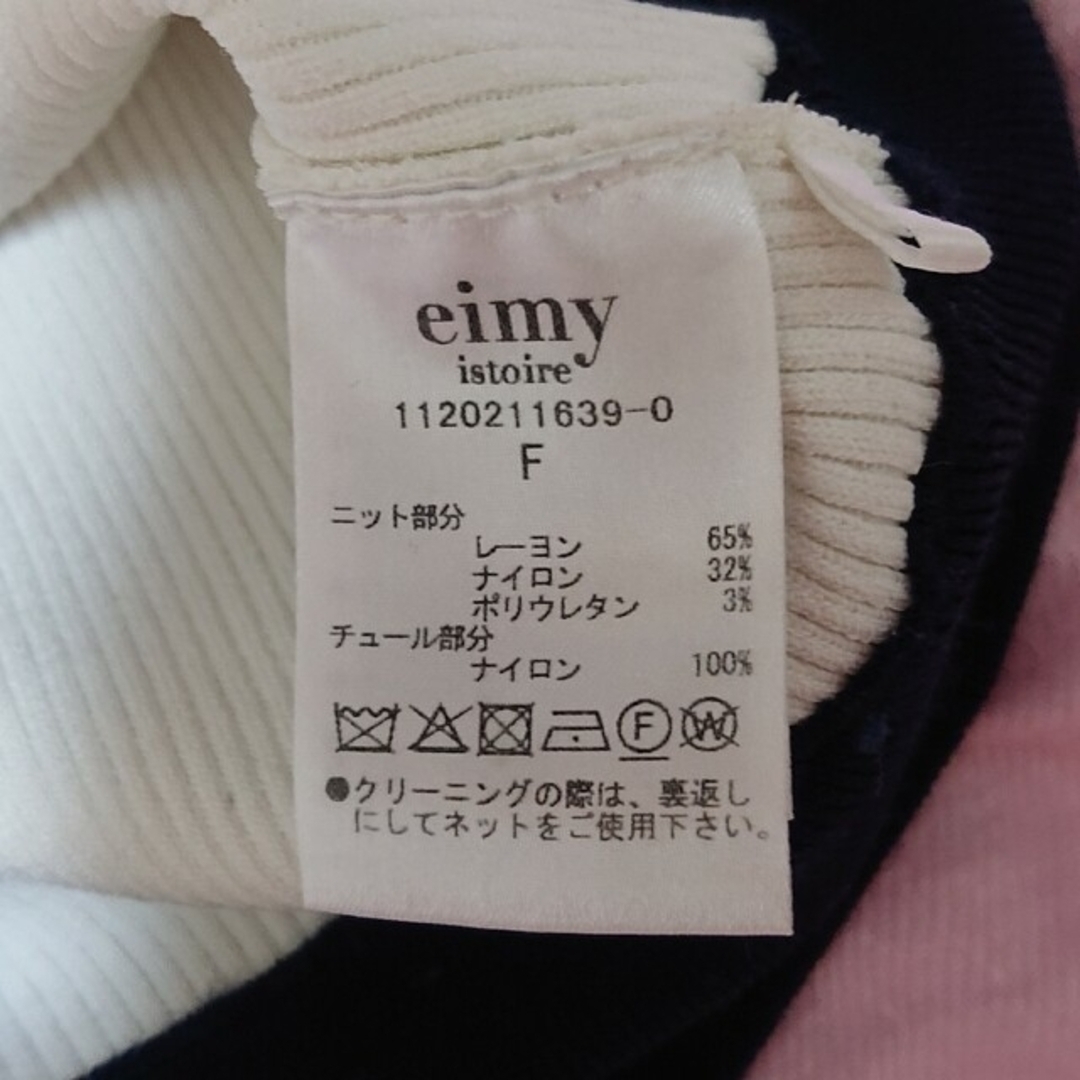 eimy
istoire
1120211639-0
F
ニット部分
レーヨン 65%
ナイロン 32%
ポリウレタン 3%
チュール部分
ナイロン 100%
F W
●クリーニングの際は、裏返し
にしてネットをご使用下さい。